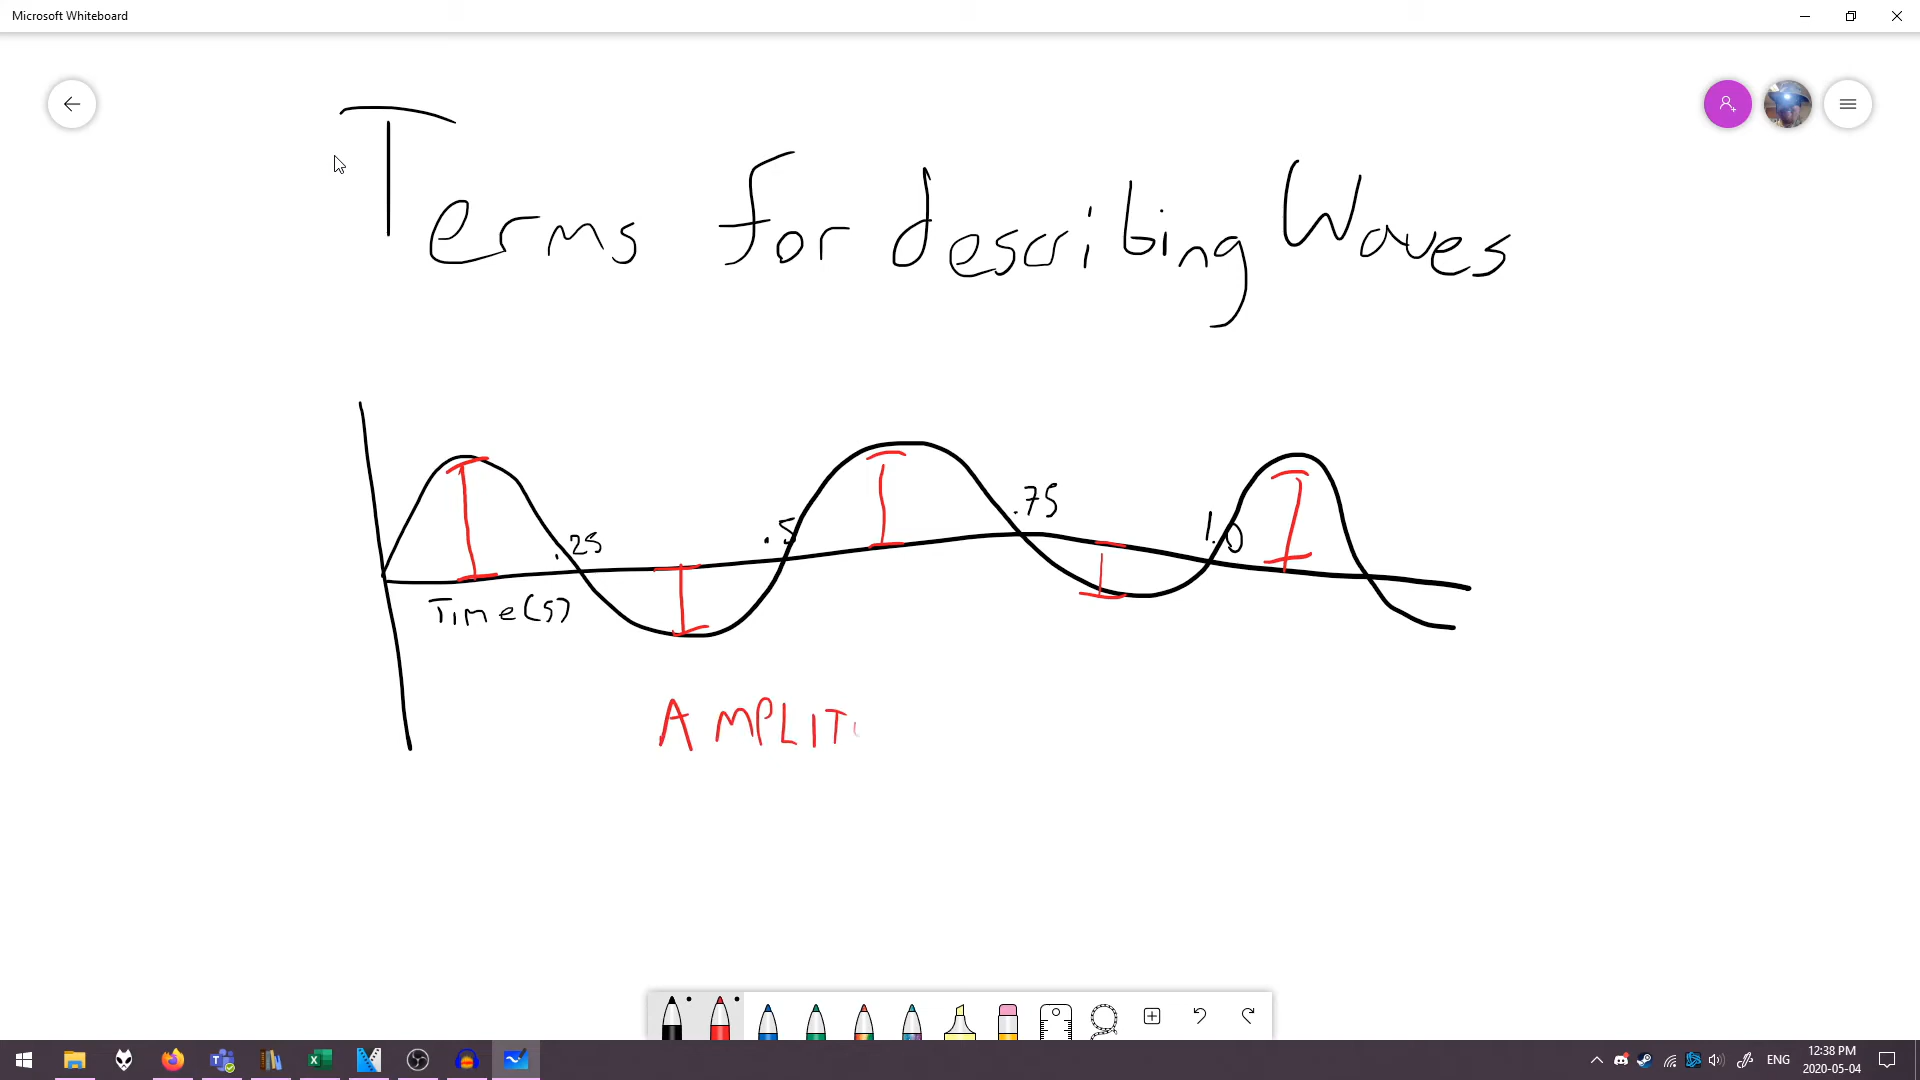 Microsoft Whiteboard
Terms for describing Waves
.75
.25
.5
1.0
Time(s)
AMPLIT
ENG
12:38 PM
2020-05-04